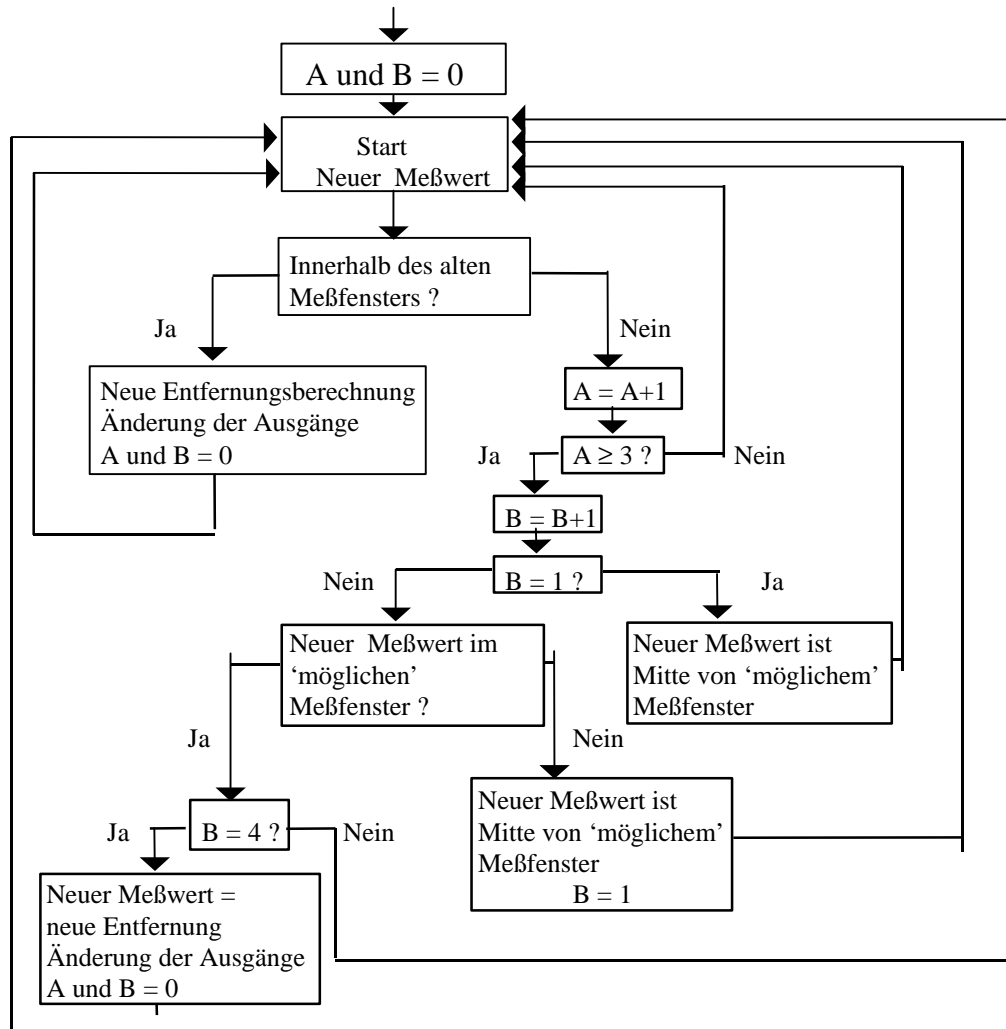 A und B = 0
Start
Neuer Meßwert
Innerhalb des alten
Meßfensters ?
Ja
Nein
Neue Entfernungsberechnung
Änderung der Ausgänge
A und B = 0
A = A+1
Ja
A ≥ 3 ?
Nein
B = B+1
Nein
B = 1 ?
Ja
Neuer Meßwert im
‘möglichen’
Meßfenster ?
Neuer Meßwert ist
Mitte von ‘möglichem’
Meßfenster
Ja
Nein
Neuer Meßwert ist
Mitte von ‘möglichem’
Meßfenster
B = 1
Ja
B = 4 ?
Nein
Neuer Meßwert =
neue Entfernung
Änderung der Ausgänge
A und B = 0